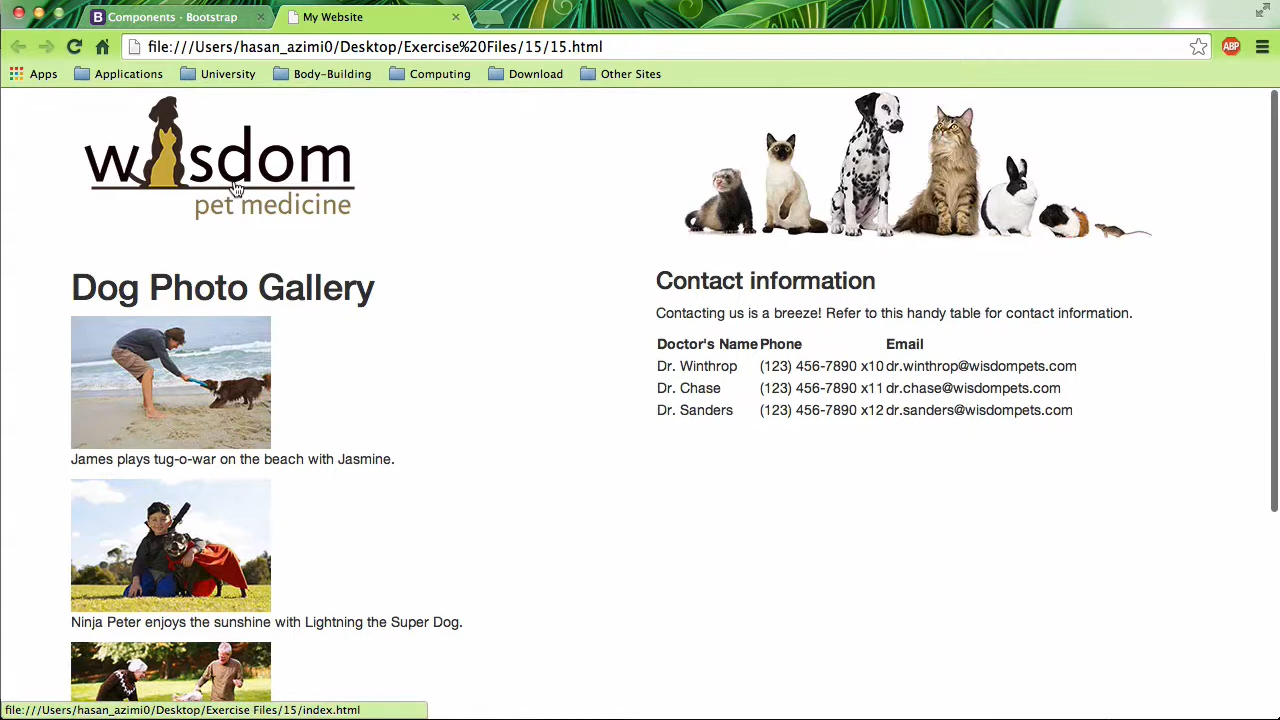 Components · Bootstrap
My Website
file:///Users/hasan_azimi0/Desktop/Exercise%20Files/15/15.html
ABP
Apps
Applications
University
Body-Building
Computing
Download
Other Sites
wisdom
pet medicine
Dog Photo Gallery
James plays tug-o-war on the beach with Jasmine.
Ninja Peter enjoys the sunshine with Lightning the Super Dog.
Contact information
Contacting us is a breeze! Refer to this handy table for contact information.
Doctor's Name Phone Email
Dr. Winthrop (123) 456-7890 x10 dr.winthrop@wisdompets.com
Dr. Chase (123) 456-7890 x11 dr.chase@wisdompets.com
Dr. Sanders (123) 456-7890 x12 dr.sanders@wisdompets.com
file:///Users/hasan_azimi0/Desktop/Exercise Files/15/index.html